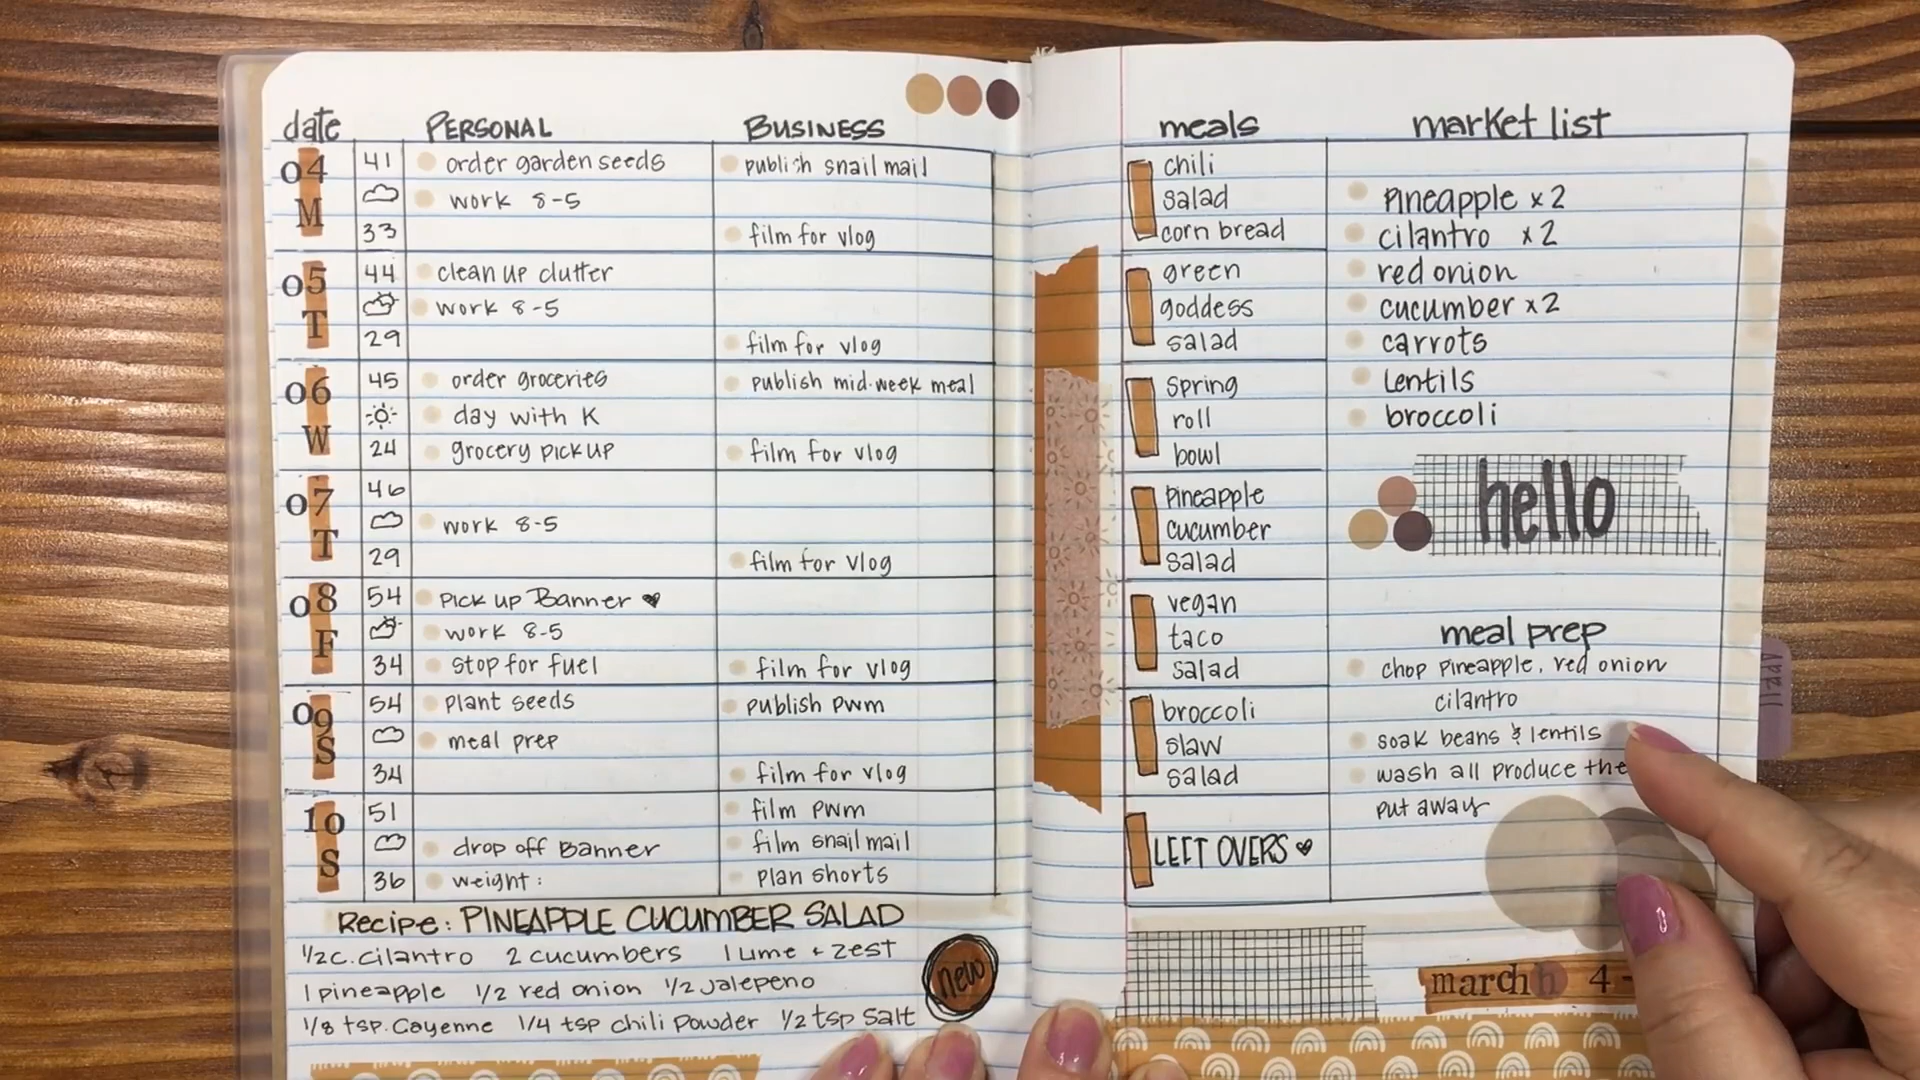 date PERSONAL BUSINESS
04 41 order garden seeds publish snail mail
M work 8-5
33 film for vlog
05 44 clean up clutter
T work 8-5
29 film for vlog
06 45 order groceries publish mid-week meal
W day with K
24 grocery pick up film for vlog
07 46
T work 8-5
29 film for vlog
08 54 Pick up Banner
F work 8-5
34 stop for fuel film for vlog
09 54 plant seeds publish pwm
S meal prep
34 film for vlog
10 51 film pwm
S drop off Banner film snail mail
36 weight: plan shorts
Recipe: PINEAPPLE CUCUMBER SALAD
1/2 c. cilantro 2 cucumbers 1 lime + zest
1 pineapple 1/2 red onion 1/2 jalepeno
1/8 tsp. Cayenne 1/4 tsp chili powder 1/2 tsp salt
new
meals
chili
salad
corn bread
green
goddess
salad
spring
roll
bowl
pineapple
cucumber
salad
vegan
taco
salad
broccoli
slaw
salad
LEFT OVERS
market list
pineapple x2
cilantro x2
red onion
cucumber x2
carrots
lentils
broccoli
hello
meal prep
chop pineapple, red onion
cilantro
soak beans & lentils
wash all produce the
put away
march 4 -